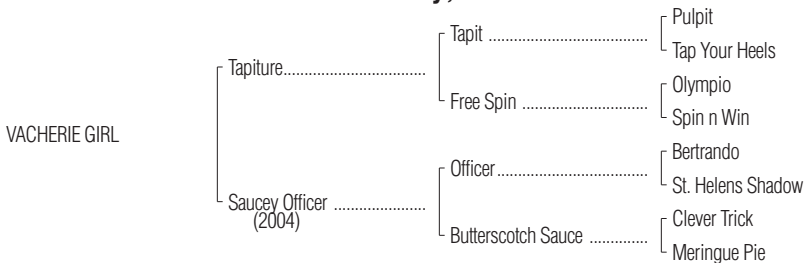 Pulpit
Tapit ............................................
Tap Your Heels
Tapiture.......................................
Olympio
Free Spin ...................................
Spin n Win
VACHERIE GIRL
Bertrando
Officer..........................................
St. Helens Shadow
Saucey Officer .........................
(2004)
Clever Trick
Butterscotch Sauce ................
Meringue Pie